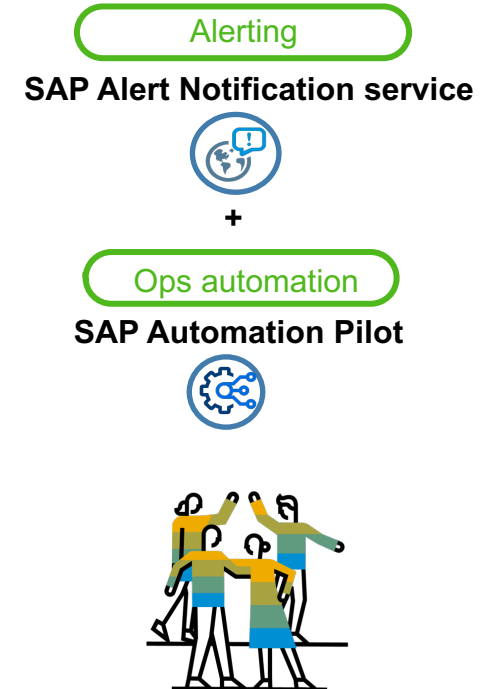 Alerting
SAP Alert Notification service
!
+
Ops automation
SAP Automation Pilot